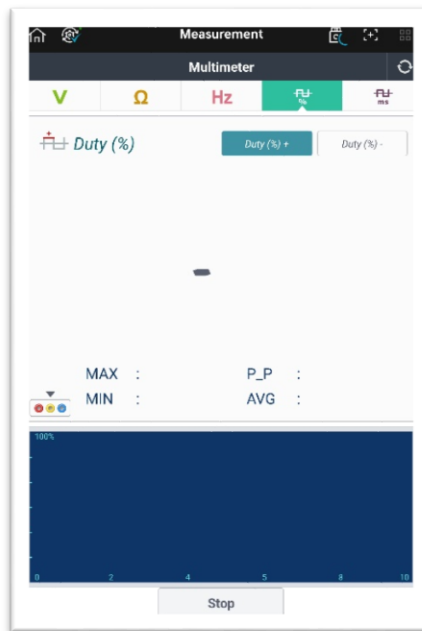 Measurement
Multimeter
V Ω Hz % ms
Duty (%) Duty (%) + Duty (%) -
-
MAX : P_P :
MIN : AVG :
100%
0 2 4 5 8 10
Stop